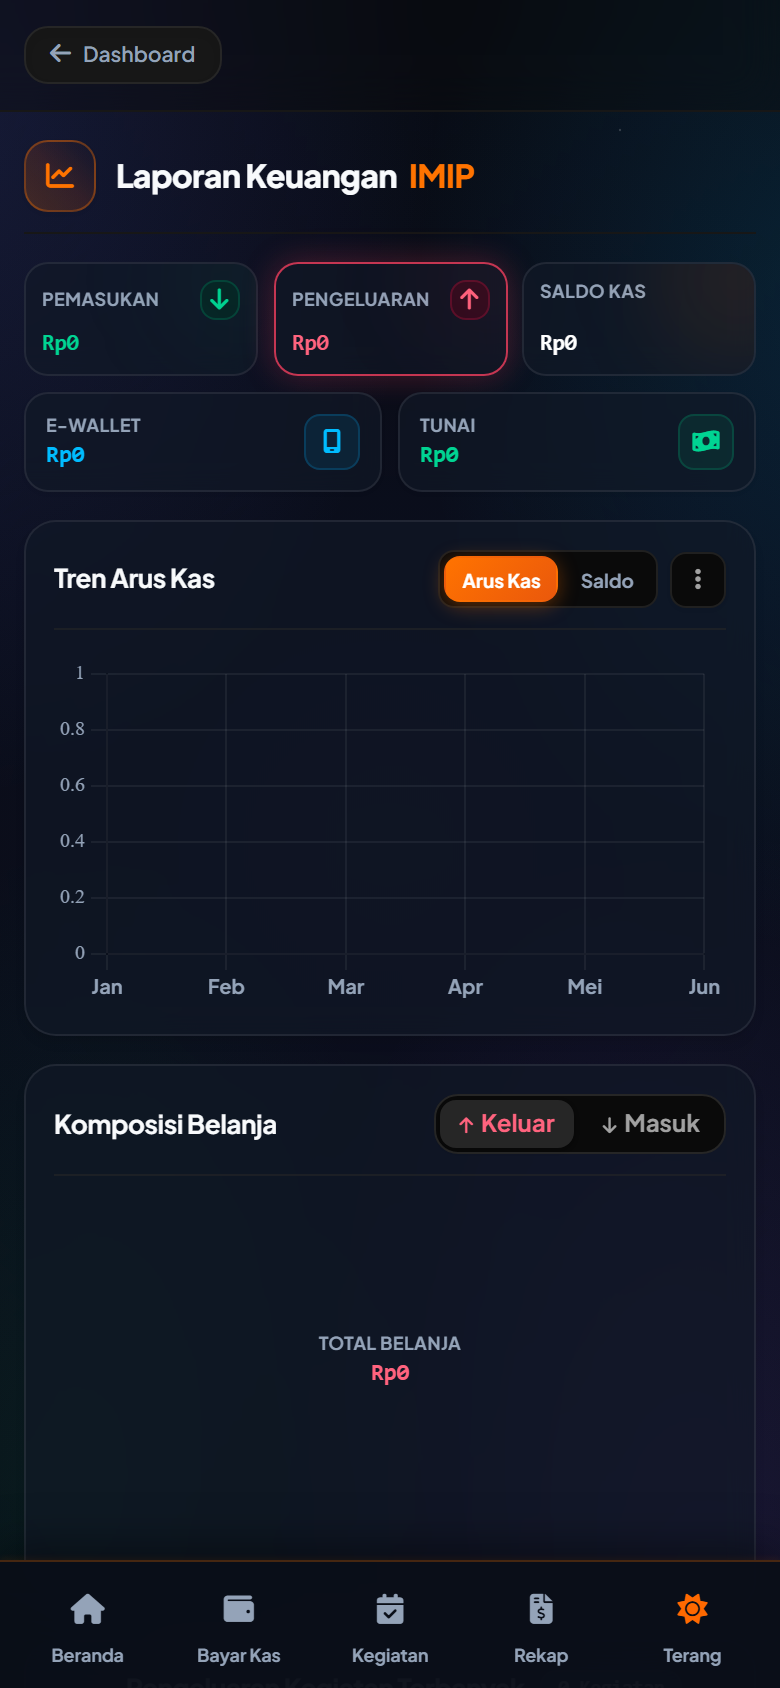 Dashboard
Laporan Keuangan IMIP
PEMASUKAN
Rp0
PENGELUARAN
Rp0
SALDO KAS
Rp0
E-WALLET
Rp0
TUNAI
Rp0
Tren Arus Kas
Arus Kas
Saldo
1
0.8
0.6
0.4
0.2
0
Jan
Feb
Mar
Apr
Mei
Jun
Komposisi Belanja
Keluar
Masuk
TOTAL BELANJA
Rp0
Beranda
Bayar Kas
Kegiatan
Rekap
Terang